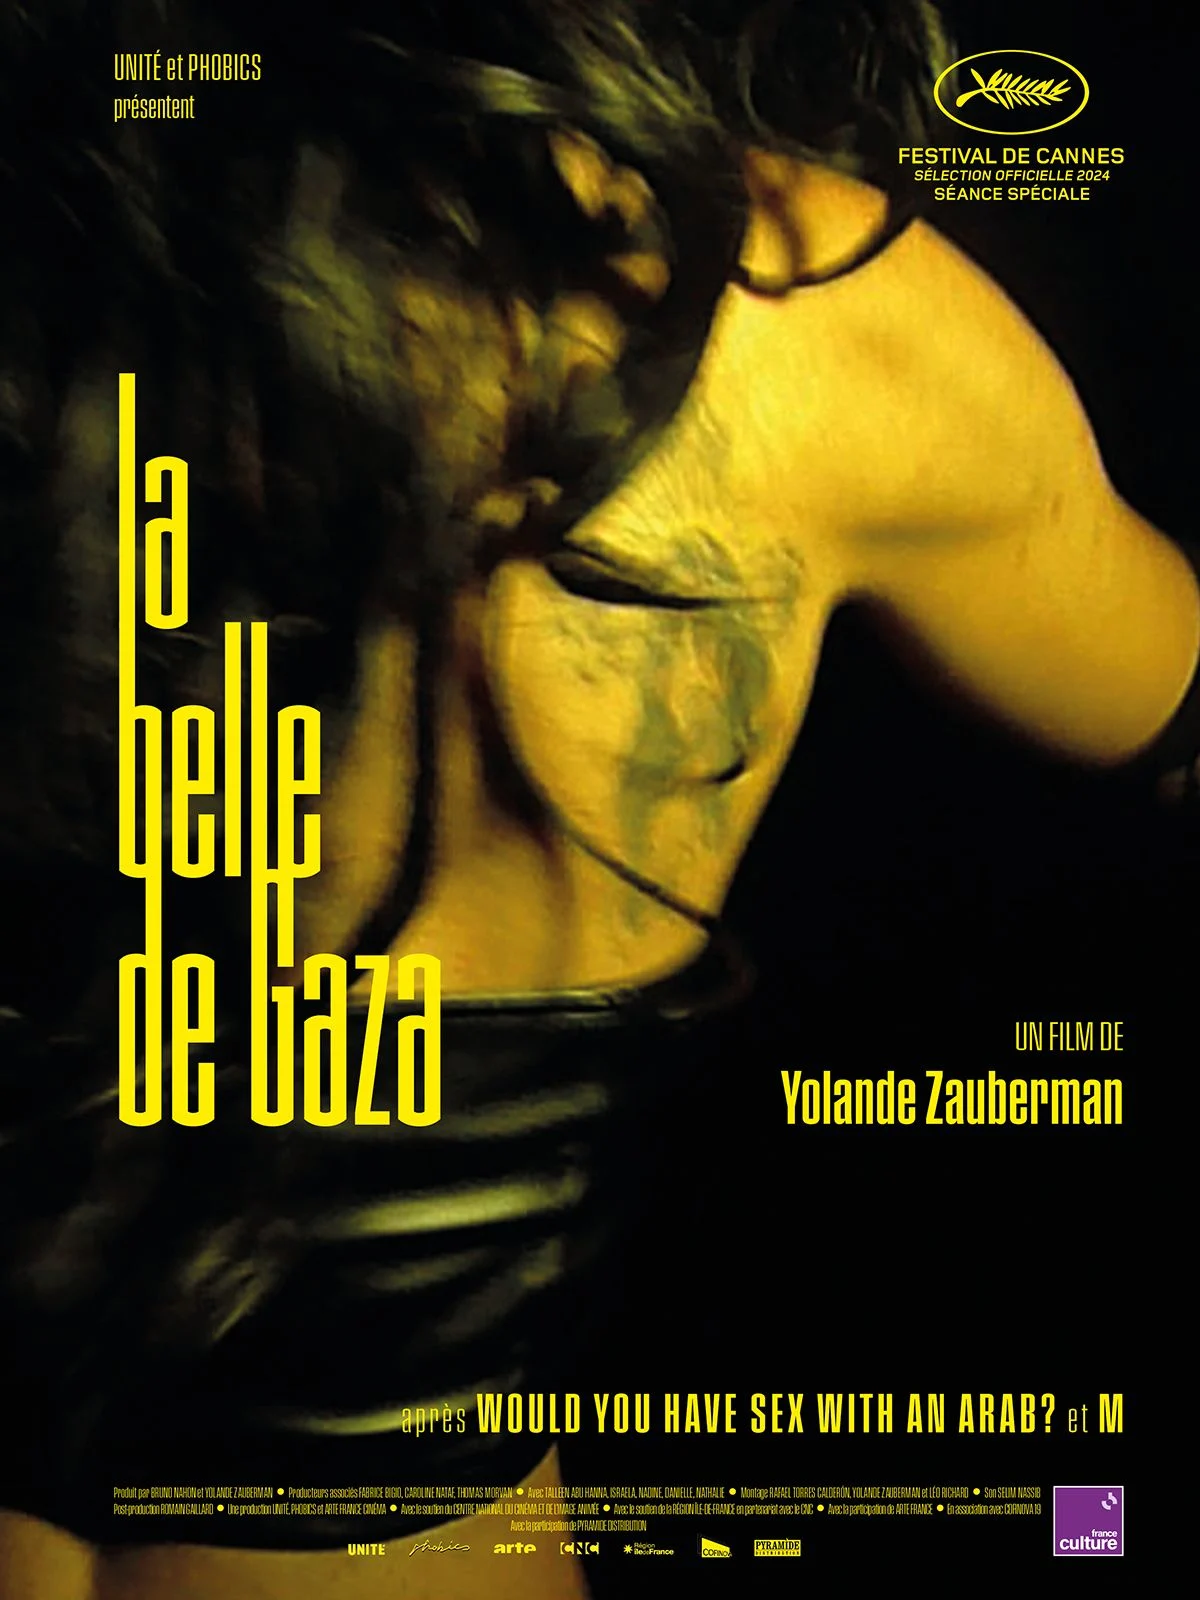 UNITÉ et PHOBICS
présentent
FESTIVAL DE CANNES
SÉLECTION OFFICIELLE 2024
SÉANCE SPÉCIALE
la
belle
de Gaza
UN FILM DE
Yolande Zauberman
après WOULD YOU HAVE SEX WITH AN ARAB? et M
Produit par BRUNO NAHON et YOLANDE ZAUBERMAN ● Producteurs associés FABRICE BIGIO, CAROLINE NATAF, THOMAS MORVAN ● Avec TALLEEN ABU HANNA, ISRAELA, NADINE, DANIELLE, NATHALIE ● Montage RAFAEL TORRES CALDERÓN, YOLANDE ZAUBERMAN et LÉO RICHARD ● Son SELIM NASSIB
Post-production ROMAIN GAILLARD ● Une production UNITÉ, PHOBICS et ARTE FRANCE CINÉMA ● Avec le soutien du CENTRE NATIONAL DU CINÉMA ET DE L'IMAGE ANIMÉE ● Avec le soutien de la RÉGION ÎLE-DE-FRANCE en partenariat avec le CNC ● Avec la participation de ARTE FRANCE ● En association avec COFINOVA 19
Avec la participation de PYRAMIDE DISTRIBUTION
UNITÉ phobics arte CNC Région îledeFrance COFINOVA PYRAMIDE DISTRIBUTION
france
culture